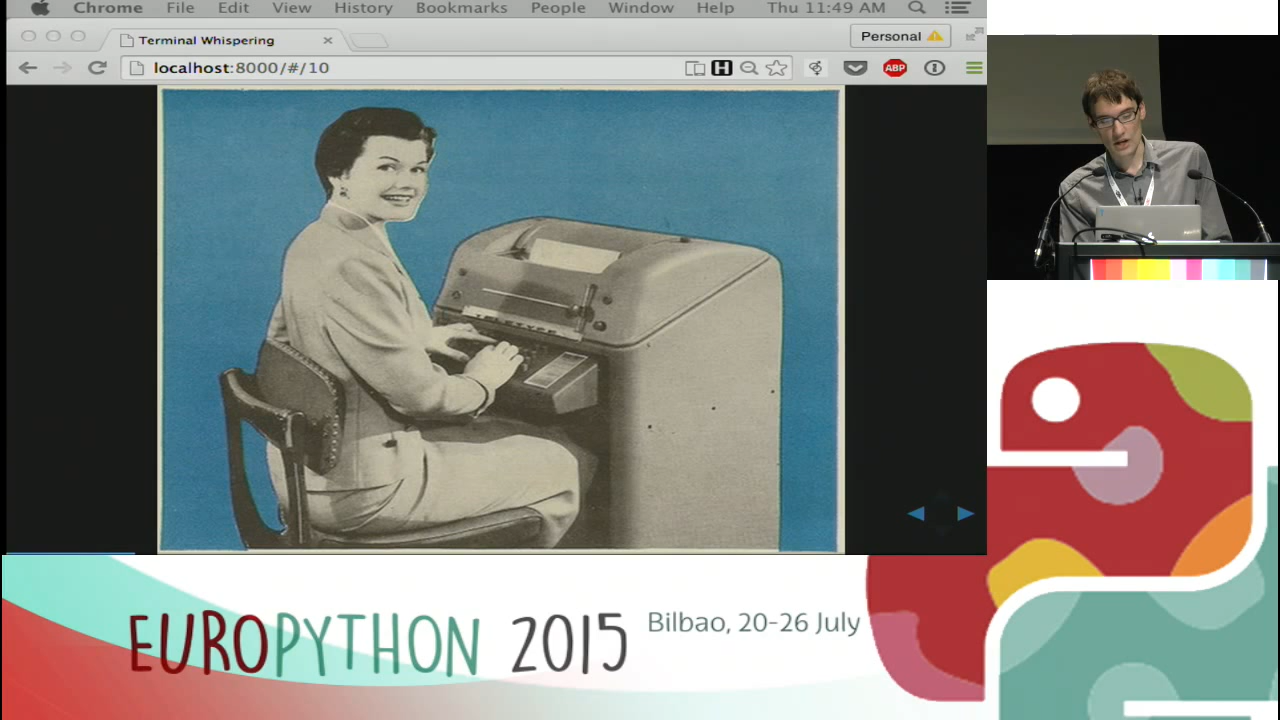 Chrome File Edit View History Bookmarks People Window Help Thu 11:49 AM
Terminal Whispering
Personal
localhost:8000/#/10
ABP
TELETYPE
EUROPYTHON 2015
Bilbao, 20-26 July